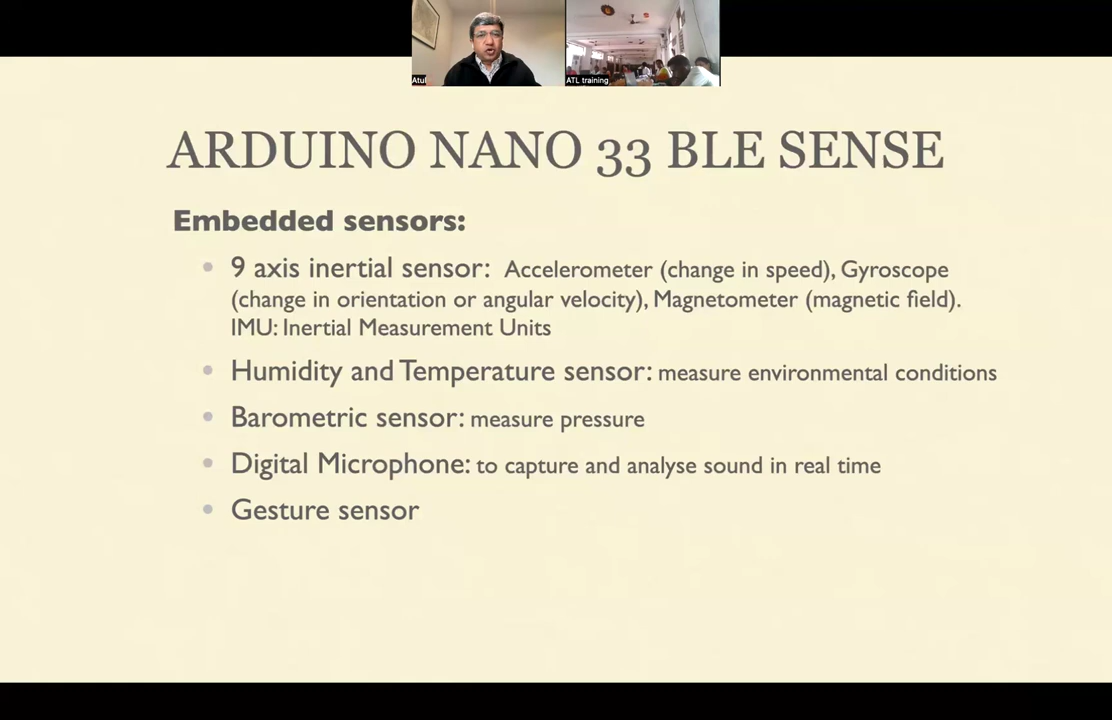 Atul
ATL training
ARDUINO NANO 33 BLE SENSE
Embedded sensors:
9 axis inertial sensor: Accelerometer (change in speed), Gyroscope
(change in orientation or angular velocity), Magnetometer (magnetic field).
IMU: Inertial Measurement Units
Humidity and Temperature sensor: measure environmental conditions
Barometric sensor: measure pressure
Digital Microphone: to capture and analyse sound in real time
Gesture sensor